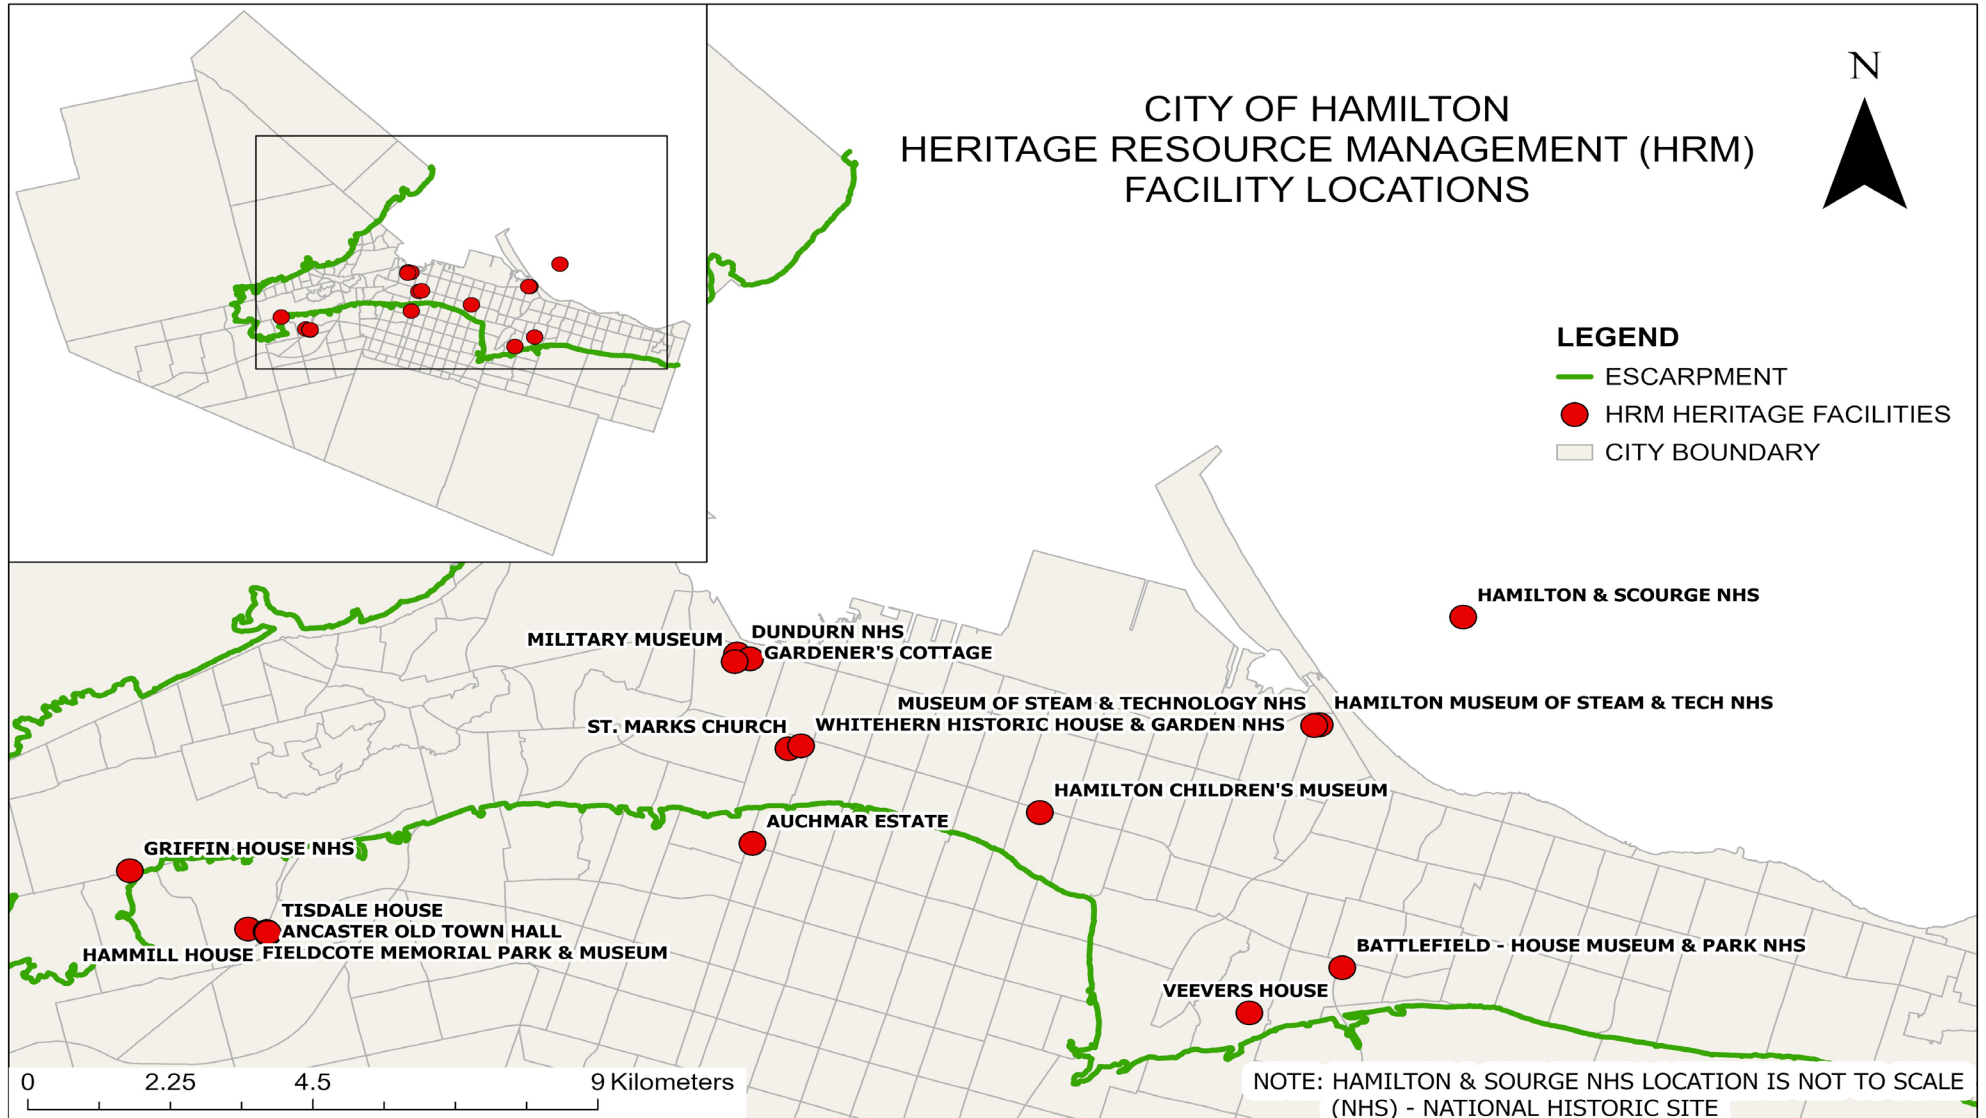 CITY OF HAMILTON
HERITAGE RESOURCE MANAGEMENT (HRM)
FACILITY LOCATIONS
N
LEGEND
ESCARPMENT
HRM HERITAGE FACILITIES
CITY BOUNDARY
HAMILTON & SCOURGE NHS
MILITARY MUSEUM
DUNDURN NHS
GARDENER'S COTTAGE
MUSEUM OF STEAM & TECHNOLOGY NHS
HAMILTON MUSEUM OF STEAM & TECH NHS
ST. MARKS CHURCH
WHITEHERN HISTORIC HOUSE & GARDEN NHS
HAMILTON CHILDREN'S MUSEUM
AUCHMAR ESTATE
GRIFFIN HOUSE NHS
TISDALE HOUSE
ANCASTER OLD TOWN HALL
HAMMILL HOUSE
FIELDCOTE MEMORIAL PARK & MUSEUM
BATTLEFIELD - HOUSE MUSEUM & PARK NHS
VEEVERS HOUSE
0 2.25 4.5 9 Kilometers
NOTE: HAMILTON & SOURGE NHS LOCATION IS NOT TO SCALE
(NHS) - NATIONAL HISTORIC SITE